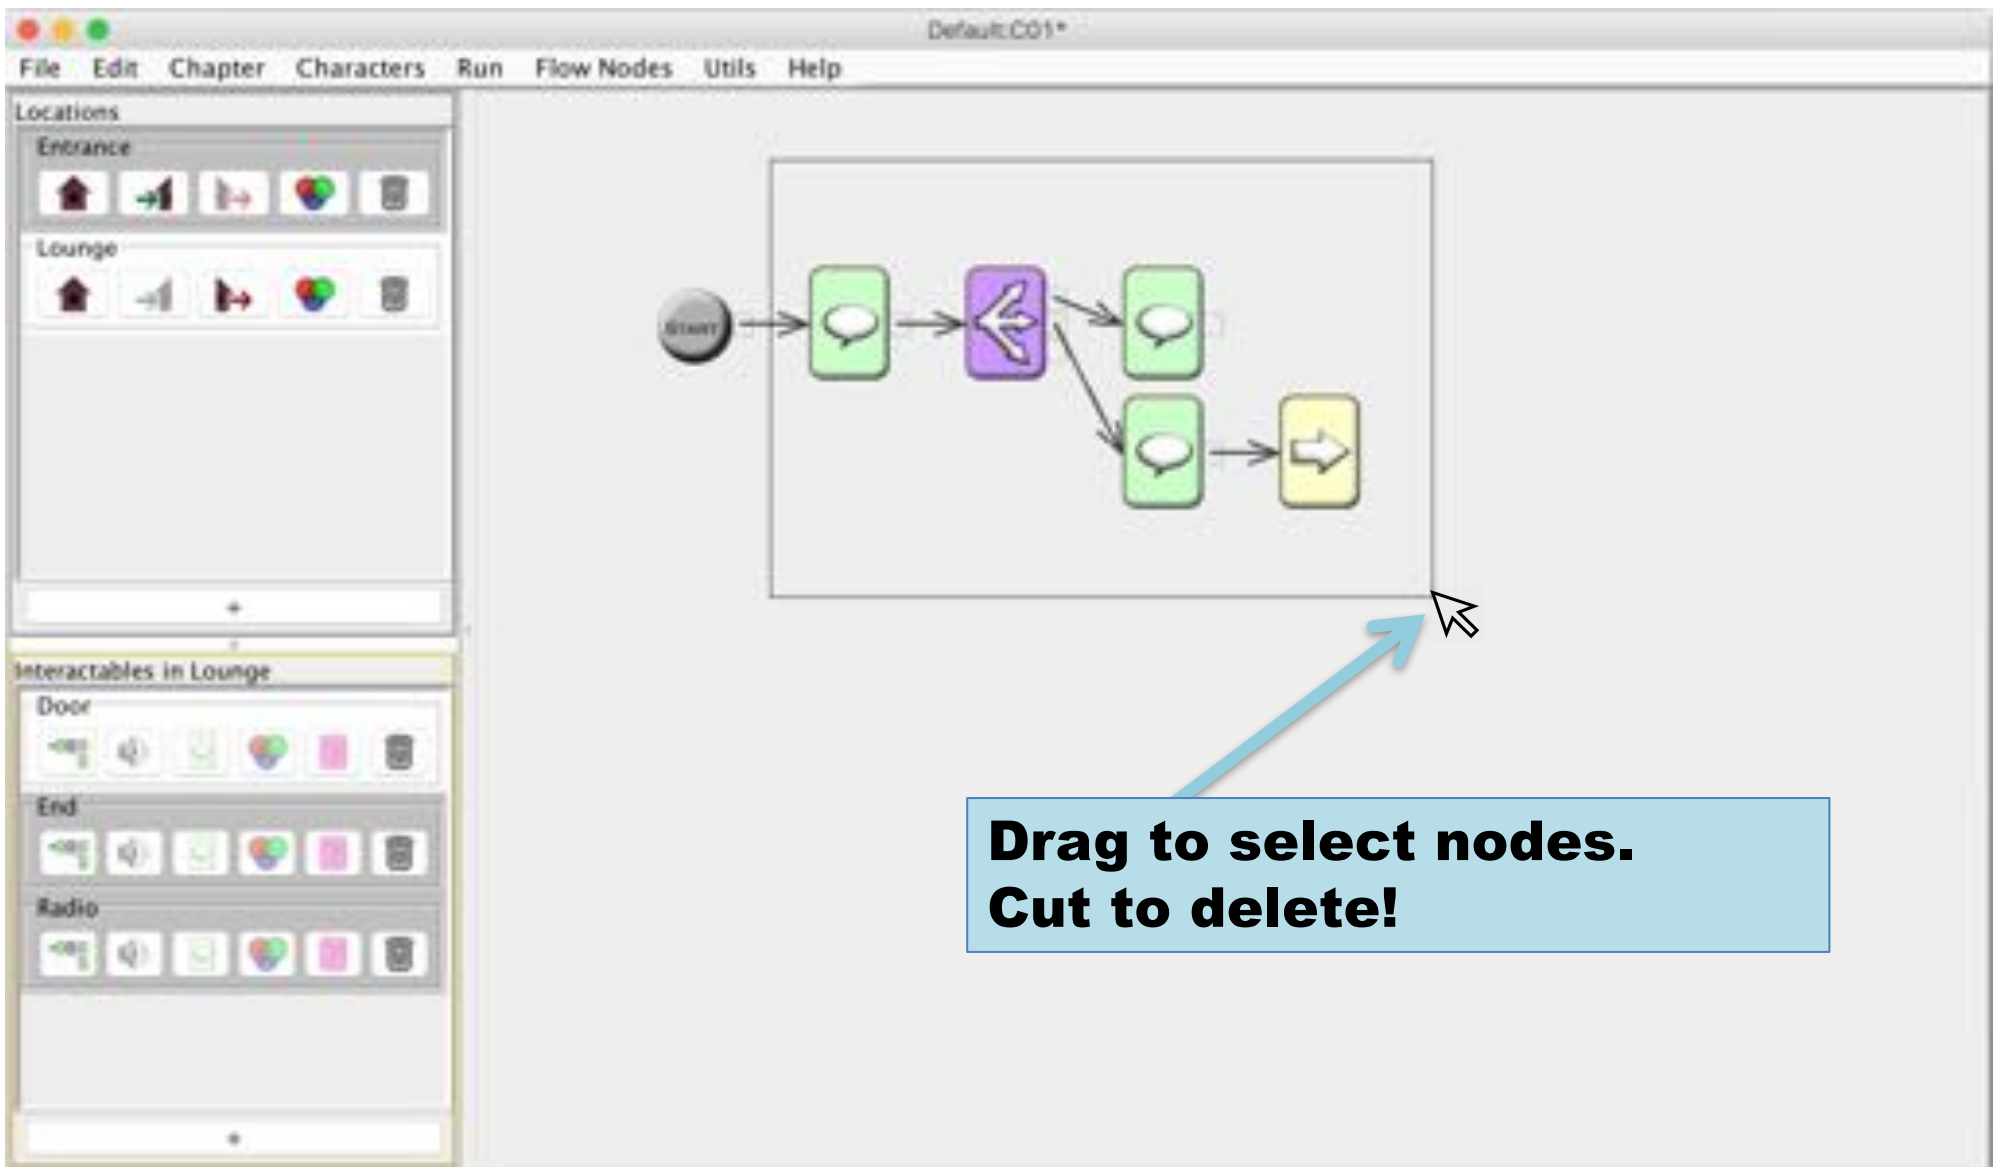 Default:C01*
File Edit Chapter Characters Run Flow Nodes Utils Help
Locations
Entrance
Lounge
+
Interactables in Lounge
Door
End
Radio
+
START
Drag to select nodes.
Cut to delete!